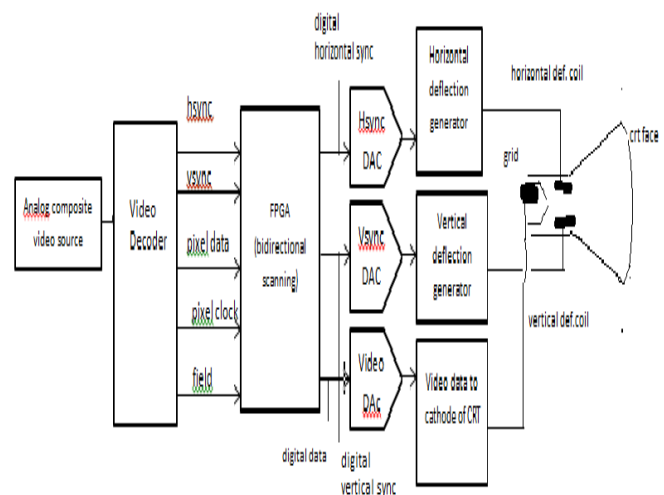 digital
horizontal sync
Horizontal
deflection
generator
horizontal def. coil
hsync
Hsync
DAC
crt face
grid
Analog composite
video source
Video
Decoder
vsync
FPGA
(bidirectional
scanning)
pixel data
Vsync
DAC
Vertical
deflection
generator
pixel clock
vertical def.coil
field
Video
DAc
Video data to
cathode of CRT
digital data
digital
vertical sync